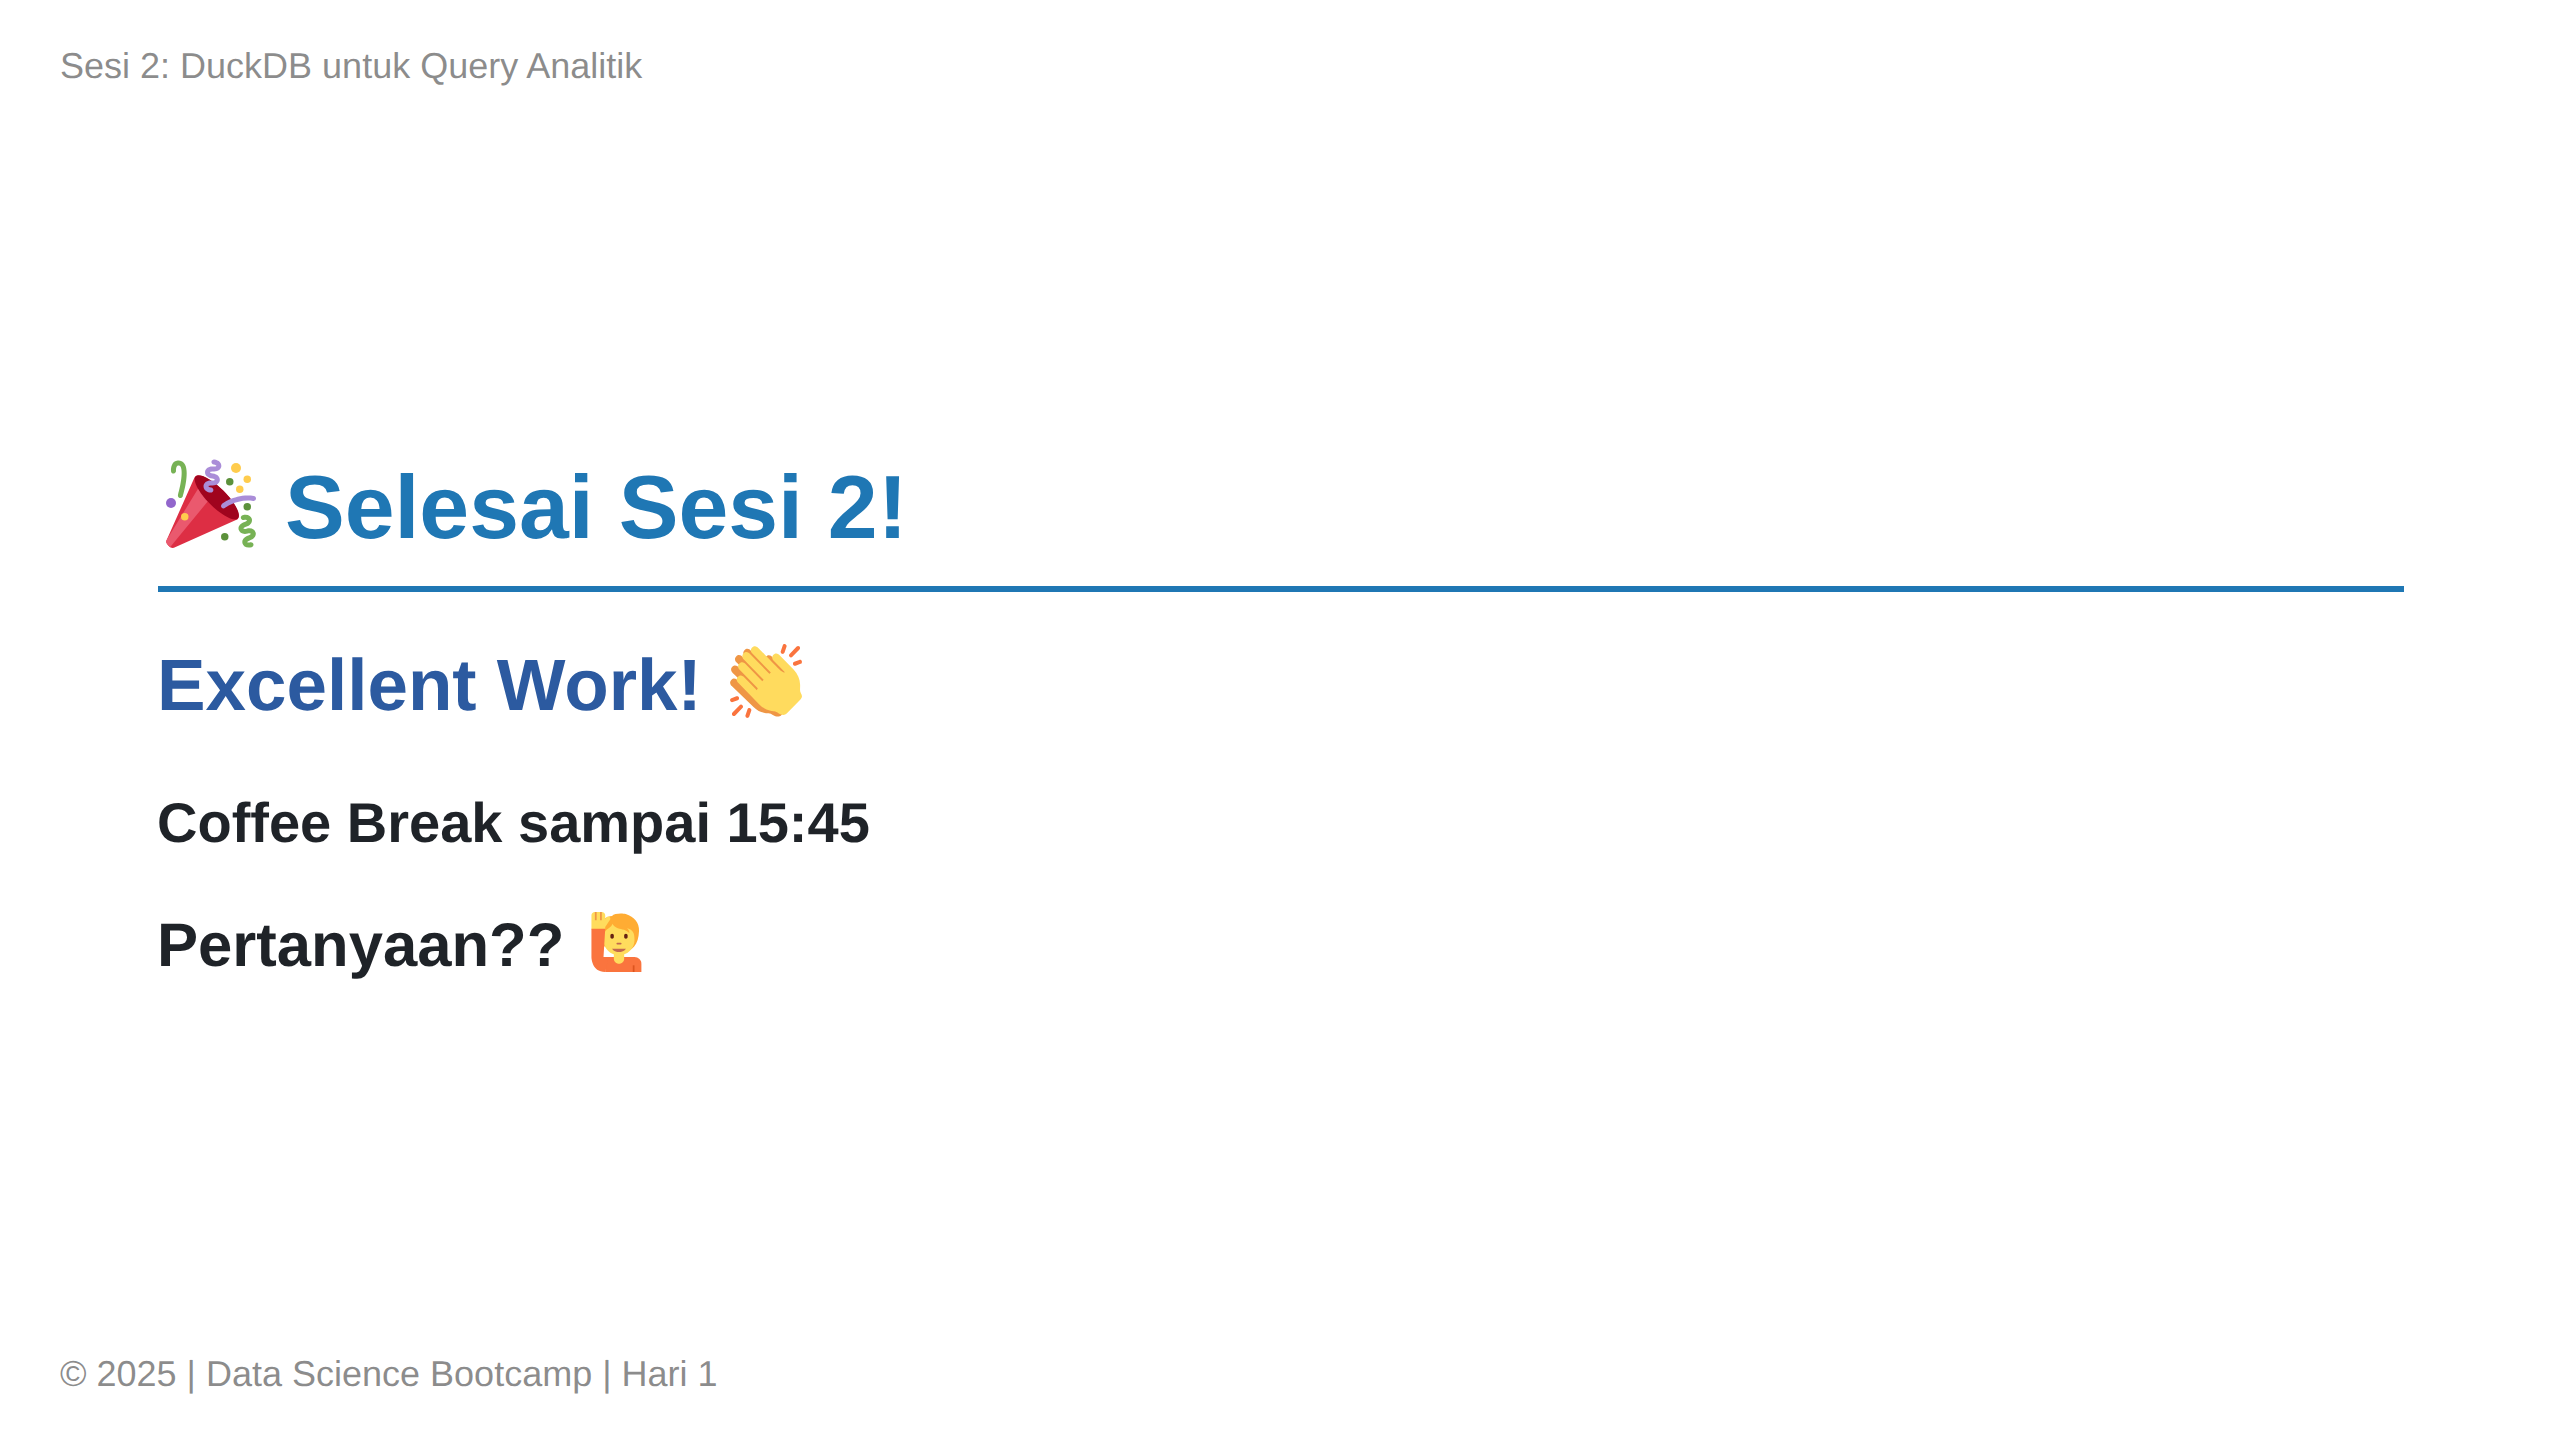 Sesi 2: DuckDB untuk Query Analitik
🎉 Selesai Sesi 2!
Excellent Work! 👏
Coffee Break sampai 15:45
Pertanyaan?? 🙋
© 2025 | Data Science Bootcamp | Hari 1